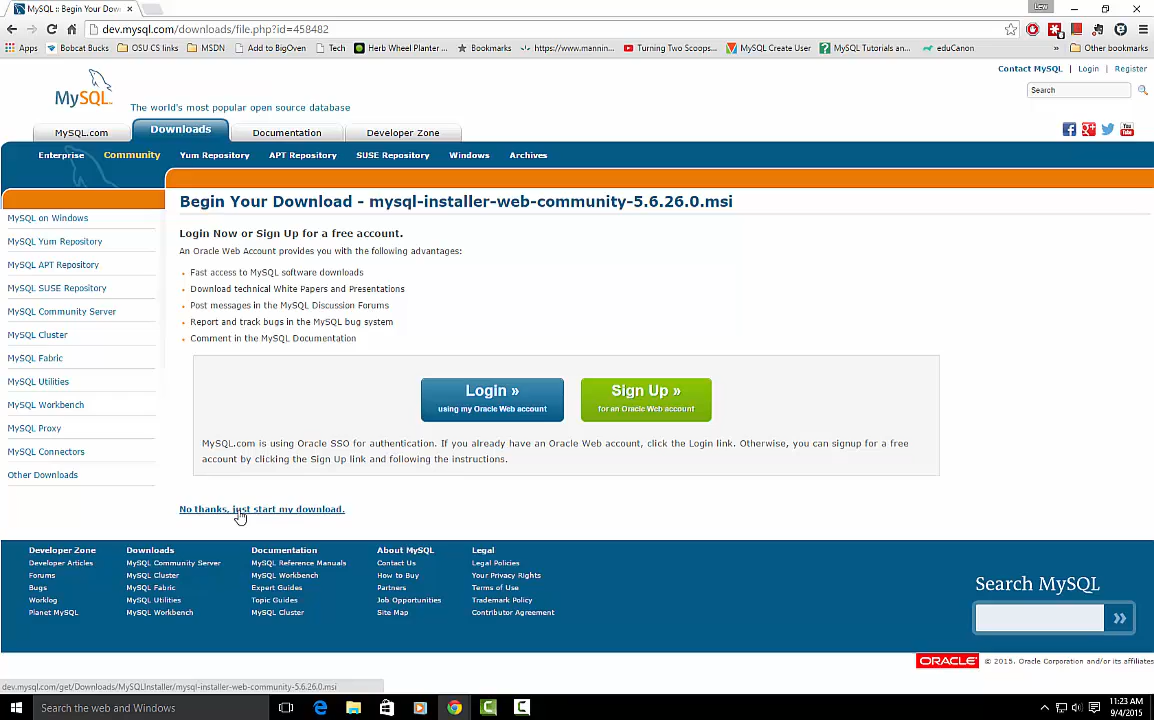 Lew
MySQL :: Begin Your Dow
dev.mysql.com/downloads/file.php?id=458482
Apps
Bobcat Bucks
OSU CS links
MSDN
Add to BigOven
Tech
Herb Wheel Planter ...
Bookmarks
https://www.mannin...
Turning Two Scoops...
MySQL Create User
MySQL Tutorials an...
eduCanon
»
Other bookmarks
Contact MySQL | Login | Register
MySQL
The world's most popular open source database
Search
MySQL.com
Downloads
Documentation
Developer Zone
Enterprise
Community
Yum Repository
APT Repository
SUSE Repository
Windows
Archives
MySQL on Windows
MySQL Yum Repository
MySQL APT Repository
MySQL SUSE Repository
MySQL Community Server
MySQL Cluster
MySQL Fabric
MySQL Utilities
MySQL Workbench
MySQL Proxy
MySQL Connectors
Other Downloads
Begin Your Download - mysql-installer-web-community-5.6.26.0.msi
Login Now or Sign Up for a free account.
An Oracle Web Account provides you with the following advantages:
Fast access to MySQL software downloads
Download technical White Papers and Presentations
Post messages in the MySQL Discussion Forums
Report and track bugs in the MySQL bug system
Comment in the MySQL Documentation
Login »
using my Oracle Web account
Sign Up »
for an Oracle Web account
MySQL.com is using Oracle SSO for authentication. If you already have an Oracle Web account, click the Login link. Otherwise, you can signup for a free
account by clicking the Sign Up link and following the instructions.
No thanks, just start my download.
Developer Zone
Developer Articles
Forums
Bugs
Worklog
Planet MySQL
Downloads
MySQL Community Server
MySQL Cluster
MySQL Fabric
MySQL Utilities
MySQL Workbench
Documentation
MySQL Reference Manuals
MySQL Workbench
Expert Guides
Topic Guides
MySQL Cluster
About MySQL
Contact Us
How to Buy
Partners
Job Opportunities
Site Map
Legal
Legal Policies
Your Privacy Rights
Terms of Use
Trademark Policy
Contributor Agreement
Search MySQL
»
ORACLE © 2015, Oracle Corporation and/or its affiliates
dev.mysql.com/get/Downloads/MySQLInstaller/mysql-installer-web-community-5.6.26.0.msi
Search the web and Windows
11:23 AM
9/4/2015